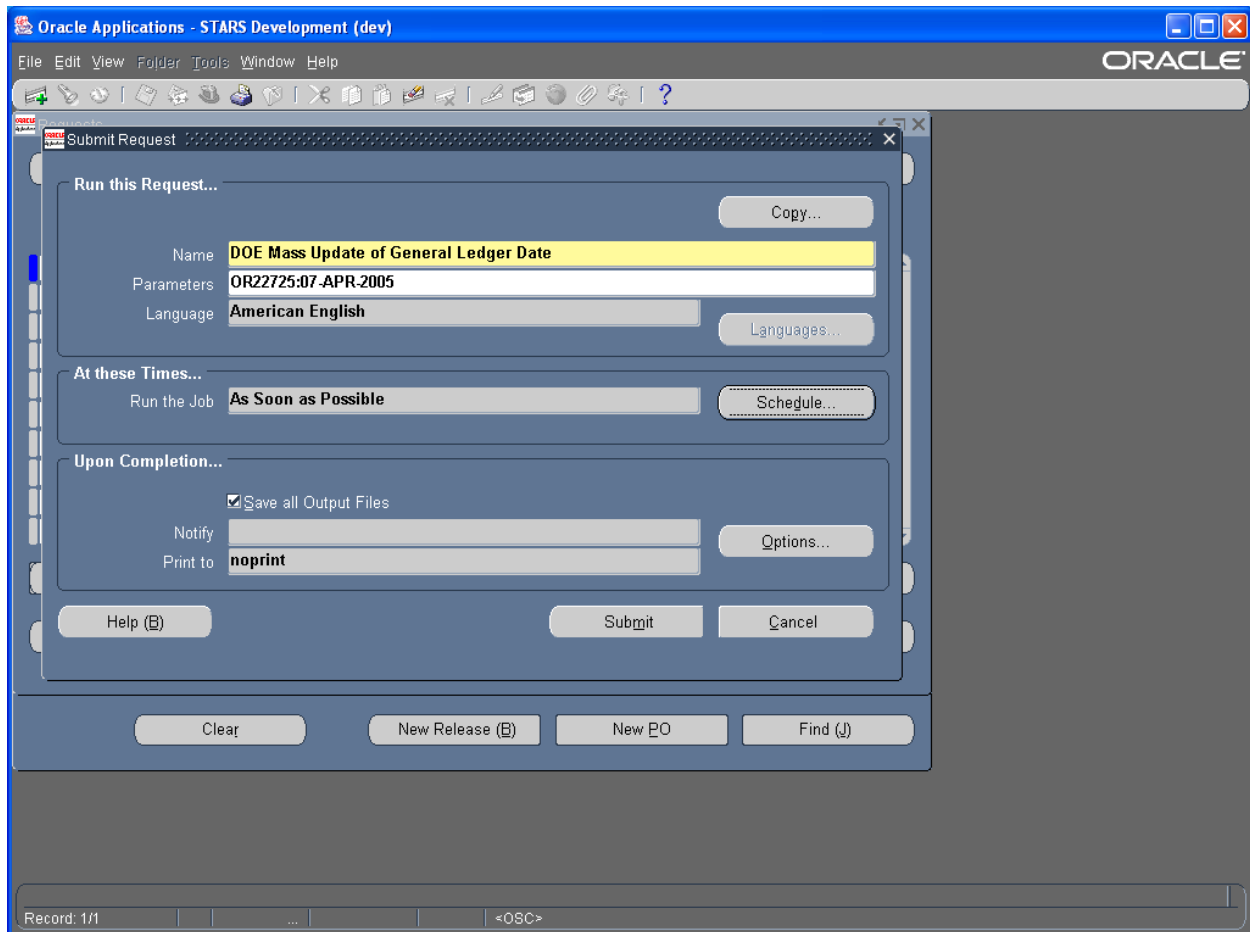 Oracle Applications - STARS Development (dev)
File Edit View Folder Tools Window Help
ORACLE
Requests
Submit Request
Run this Request...
Copy...
Name DOE Mass Update of General Ledger Date
Parameters OR22725:07-APR-2005
Language American English
Languages...
At these Times...
Run the Job As Soon as Possible
Schedule...
Upon Completion...
Save all Output Files
Notify
Options...
Print to noprint
Help (B) Submit Cancel
Clear New Release (B) New PO Find (J)
Record: 1/1 ... <OSC>